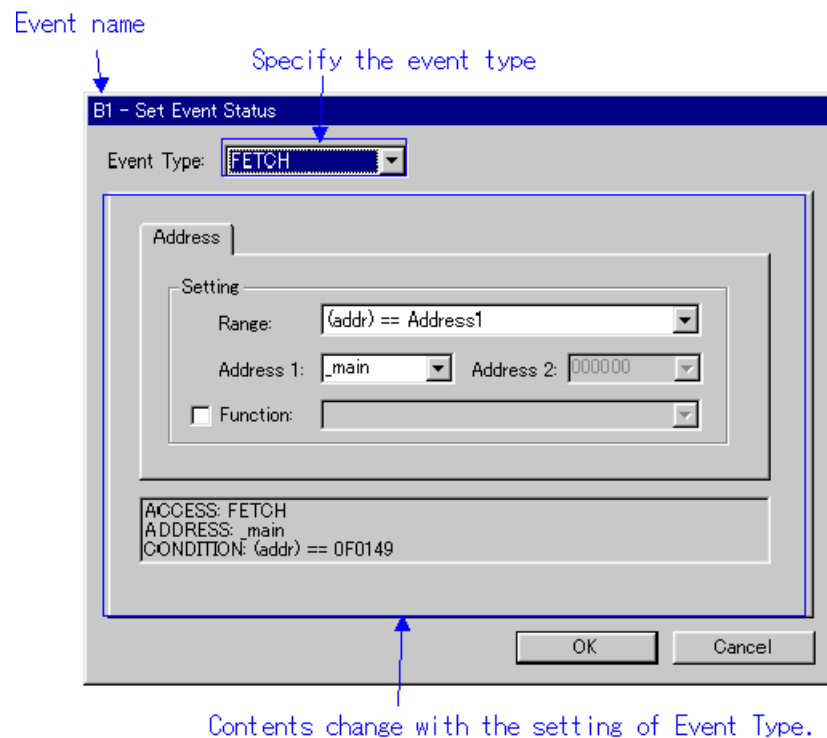 Event name
Specify the event type
B1 - Set Event Status
Event Type: FETCH
Address
Setting
Range: (addr) == Address1
Address 1: _main Address 2: 000000
Function:
ACCESS: FETCH
ADDRESS: _main
CONDITION: (addr) == 0F0149
OK Cancel
Contents change with the setting of Event Type.